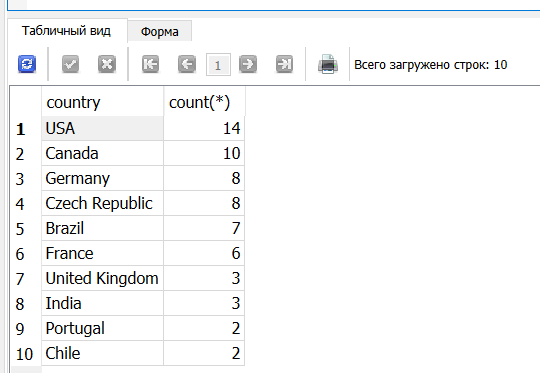 Табличный вид Форма
1 Всего загружено строк: 10
country count(*)
1 USA 14
2 Canada 10
3 Germany 8
4 Czech Republic 8
5 Brazil 7
6 France 6
7 United Kingdom 3
8 India 3
9 Portugal 2
10 Chile 2